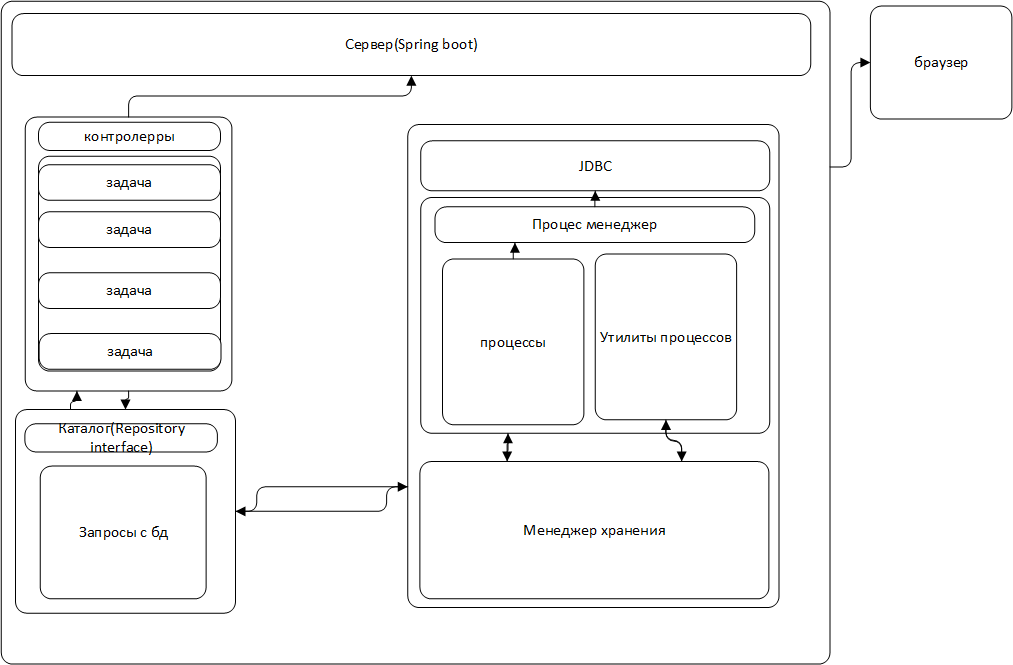 Сервер(Spring boot)
браузер
контролерры
задача
задача
задача
задача
Каталог(Repository
interface)
Запросы с бд
JDBC
Процес менеджер
процессы
Утилиты процессов
Менеджер хранения